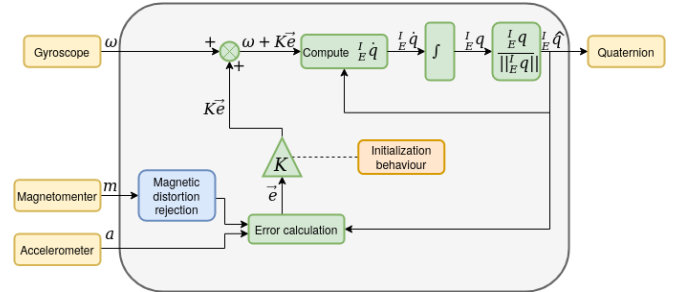 Gyroscope
ω
+
+
ω + Ke⃗
Compute ᴵ_E q̇
ᴵ_E q̇
∫
ᴵ_E q
ᴵ_E q
||ᴵ_E q||
ᴵ_E q̂
Quaternion
Ke⃗
K
Initialization
behaviour
Magnetomenter
m
Magnetic
distortion
rejection
e⃗
Accelerometer
a
Error calculation